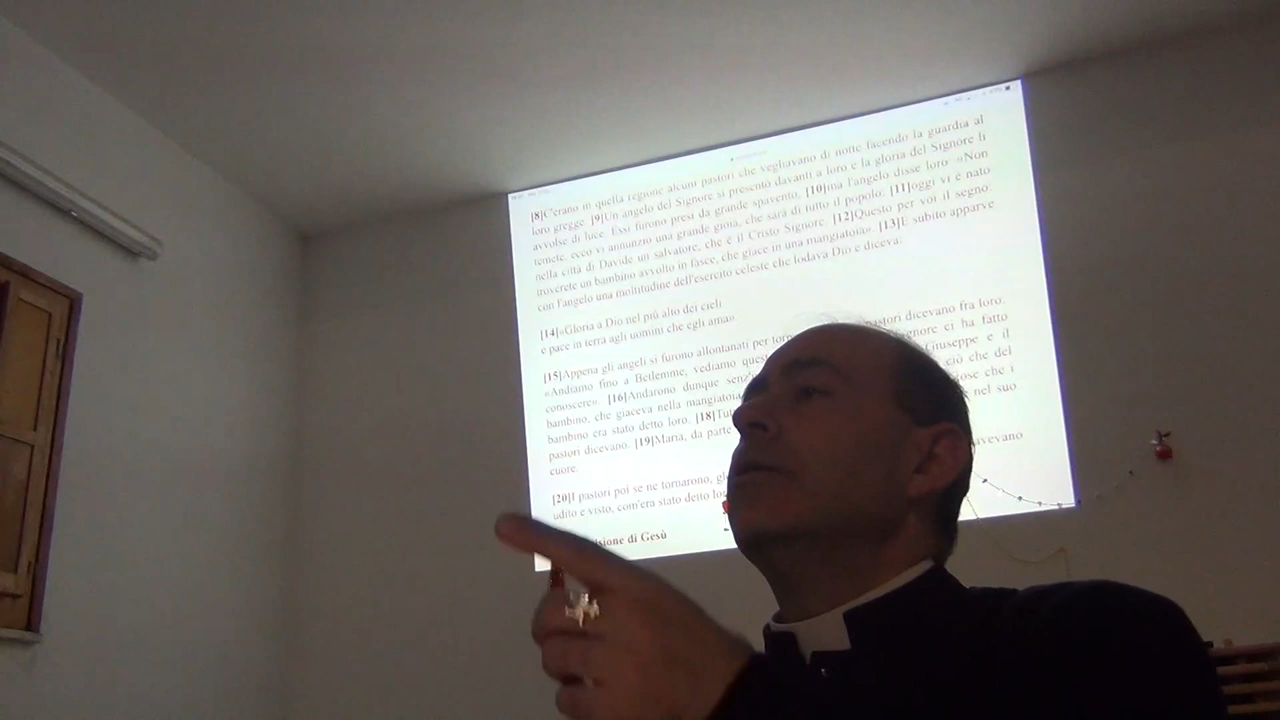 [8]C'erano in quella regione alcuni pastori che vegliavano di notte facendo la guardia al
loro gregge. [9]Un angelo del Signore si presentò davanti a loro e la gloria del Signore li
avvolse di luce. Essi furono presi da grande spavento, [10]ma l'angelo disse loro: «Non
temete, ecco vi annunzio una grande gioia, che sarà di tutto il popolo: [11]oggi vi è nato
nella città di Davide un salvatore, che è il Cristo Signore. [12]Questo per voi il segno:
troverete un bambino avvolto in fasce, che giace in una mangiatoia». [13]E subito apparve
con l'angelo una moltitudine dell'esercito celeste che lodava Dio e diceva:
[14]«Gloria a Dio nel più alto dei cieli
e pace in terra agli uomini che egli ama».
[15]Appena gli angeli si furono allontanati per pastori dicevano fra loro:
«Andiamo fino a Betlemme, vediamo ci ha fatto
conoscere». [16]Andarono dunque Giuseppe e il
bambino, che giaceva nella mangiatoia ciò che del
bambino era stato detto loro. [18] che i
pastori dicevano. [19]Maria, da parte nel suo
cuore.
[20]I pastori poi se ne tornarono,
udito e visto, com'era stato detto
di Gesù